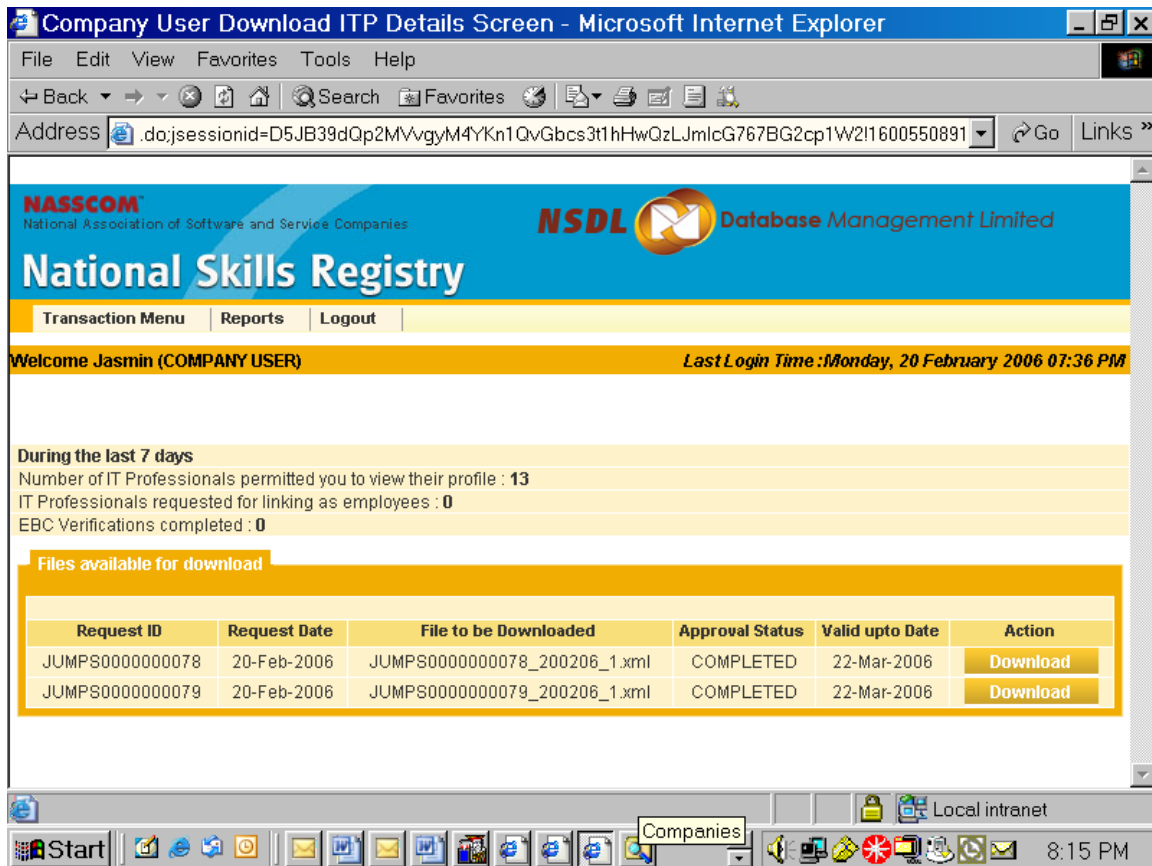 Company User Download ITP Details Screen - Microsoft Internet Explorer
File Edit View Favorites Tools Help
Back Search Favorites
Address .do;jsessionid=D5JB39dQp2MVvgyM4YKn1QvGbcs3t1hHwQzLJmIcG767BG2cp1W2!1600550891 Go Links »
NASSCOM™
National Association of Software and Service Companies
NSDL Database Management Limited
National Skills Registry
Transaction Menu Reports Logout
Welcome Jasmin (COMPANY USER) Last Login Time :Monday, 20 February 2006 07:36 PM
During the last 7 days
Number of IT Professionals permitted you to view their profile : 13
IT Professionals requested for linking as employees : 0
EBC Verifications completed : 0
Files available for download
Request ID Request Date File to be Downloaded Approval Status Valid upto Date Action
JUMPS0000000078 20-Feb-2006 JUMPS0000000078_200206_1.xml COMPLETED 22-Mar-2006 Download
JUMPS0000000079 20-Feb-2006 JUMPS0000000079_200206_1.xml COMPLETED 22-Mar-2006 Download
Local intranet
Companies
Start 8:15 PM